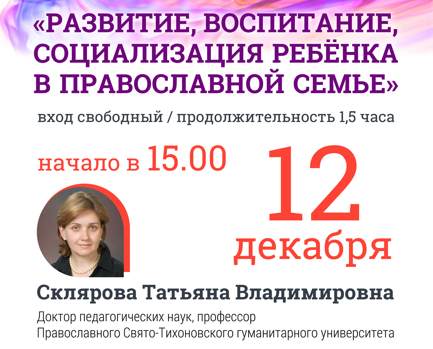 «РАЗВИТИЕ, ВОСПИТАНИЕ,
СОЦИАЛИЗАЦИЯ РЕБЁНКА
В ПРАВОСЛАВНОЙ СЕМЬЕ»
вход свободный / продолжительность 1,5 часа
начало в 15.00
12
декабря
Склярова Татьяна Владимировна
Доктор педагогических наук, профессор
Православного Свято-Тихоновского гуманитарного университета